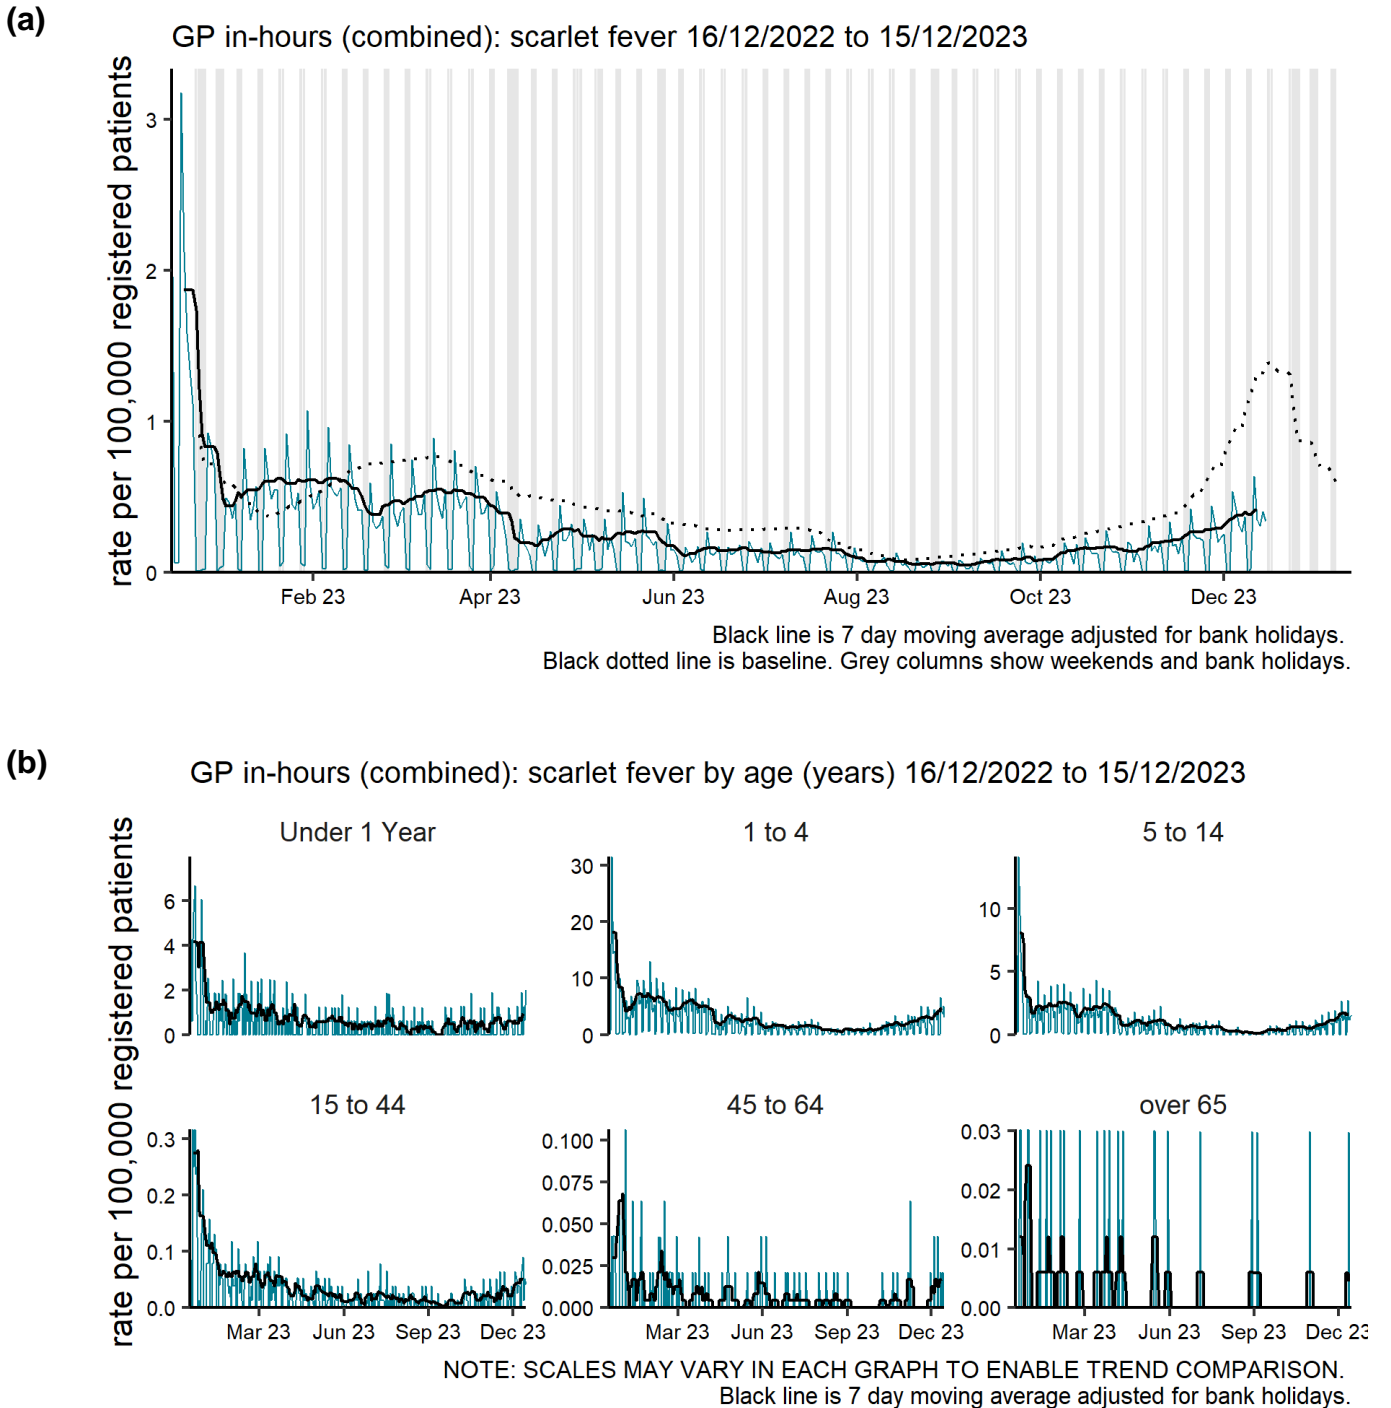 (a)
GP in-hours (combined): scarlet fever 16/12/2022 to 15/12/2023
rate per 100,000 registered patients
3
2
1
0
Feb 23 Apr 23 Jun 23 Aug 23 Oct 23 Dec 23
Black line is 7 day moving average adjusted for bank holidays.
Black dotted line is baseline. Grey columns show weekends and bank holidays.
(b)
GP in-hours (combined): scarlet fever by age (years) 16/12/2022 to 15/12/2023
rate per 100,000 registered patients
Under 1 Year
6
4
2
0
1 to 4
30
20
10
0
5 to 14
10
5
0
15 to 44
0.3
0.2
0.1
0.0
Mar 23 Jun 23 Sep 23 Dec 23
45 to 64
0.100
0.075
0.050
0.025
0.000
Mar 23 Jun 23 Sep 23 Dec 23
over 65
0.03
0.02
0.01
0.00
Mar 23 Jun 23 Sep 23 Dec 23
NOTE: SCALES MAY VARY IN EACH GRAPH TO ENABLE TREND COMPARISON.
Black line is 7 day moving average adjusted for bank holidays.